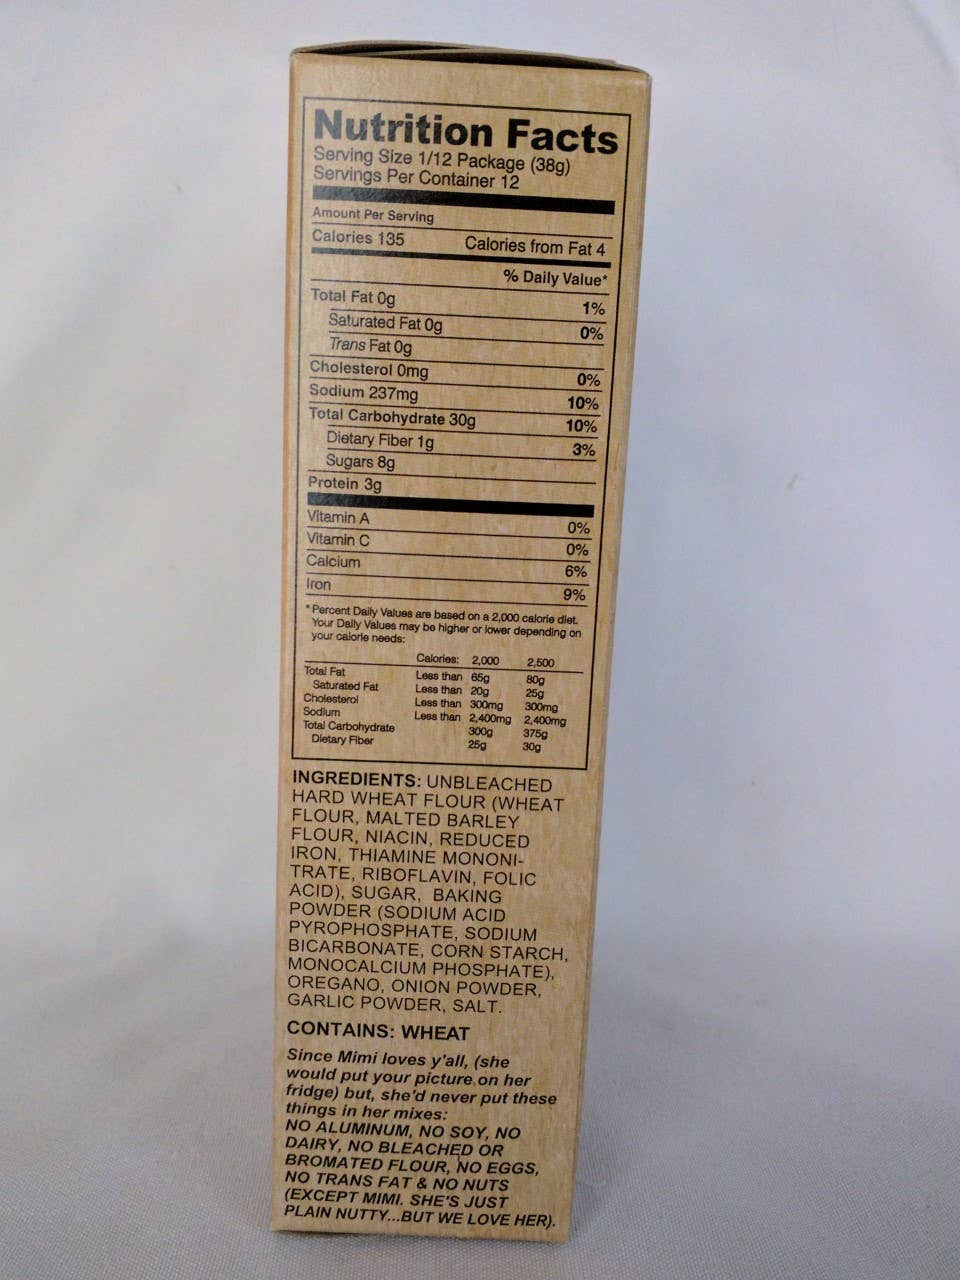 Nutrition Facts
Serving Size 1/12 Package (38g)
Servings Per Container 12
Amount Per Serving
Calories 135 Calories from Fat 4
% Daily Value*
Total Fat 0g 1%
Saturated Fat 0g 0%
Trans Fat 0g
Cholesterol 0mg 0%
Sodium 237mg 10%
Total Carbohydrate 30g 10%
Dietary Fiber 1g 3%
Sugars 8g
Protein 3g
Vitamin A 0%
Vitamin C 0%
Calcium 6%
Iron 9%
*Percent Daily Values are based on a 2,000 calorie diet.
Your Daily Values may be higher or lower depending on
your calorie needs:
Calories: 2,000 2,500
Total Fat Less than 65g 80g
Saturated Fat Less than 20g 25g
Cholesterol Less than 300mg 300mg
Sodium Less than 2,400mg 2,400mg
Total Carbohydrate 300g 375g
Dietary Fiber 25g 30g
INGREDIENTS: UNBLEACHED
HARD WHEAT FLOUR (WHEAT
FLOUR, MALTED BARLEY
FLOUR, NIACIN, REDUCED
IRON, THIAMINE MONONI-
TRATE, RIBOFLAVIN, FOLIC
ACID), SUGAR, BAKING
POWDER (SODIUM ACID
PYROPHOSPHATE, SODIUM
BICARBONATE, CORN STARCH,
MONOCALCIUM PHOSPHATE),
OREGANO, ONION POWDER,
GARLIC POWDER, SALT.
CONTAINS: WHEAT
Since Mimi loves y'all, (she
would put your picture on her
fridge) but, she'd never put these
things in her mixes:
NO ALUMINUM, NO SOY, NO
DAIRY, NO BLEACHED OR
BROMATED FLOUR, NO EGGS,
NO TRANS FAT & NO NUTS
(EXCEPT MIMI. SHE'S JUST
PLAIN NUTTY...BUT WE LOVE HER).